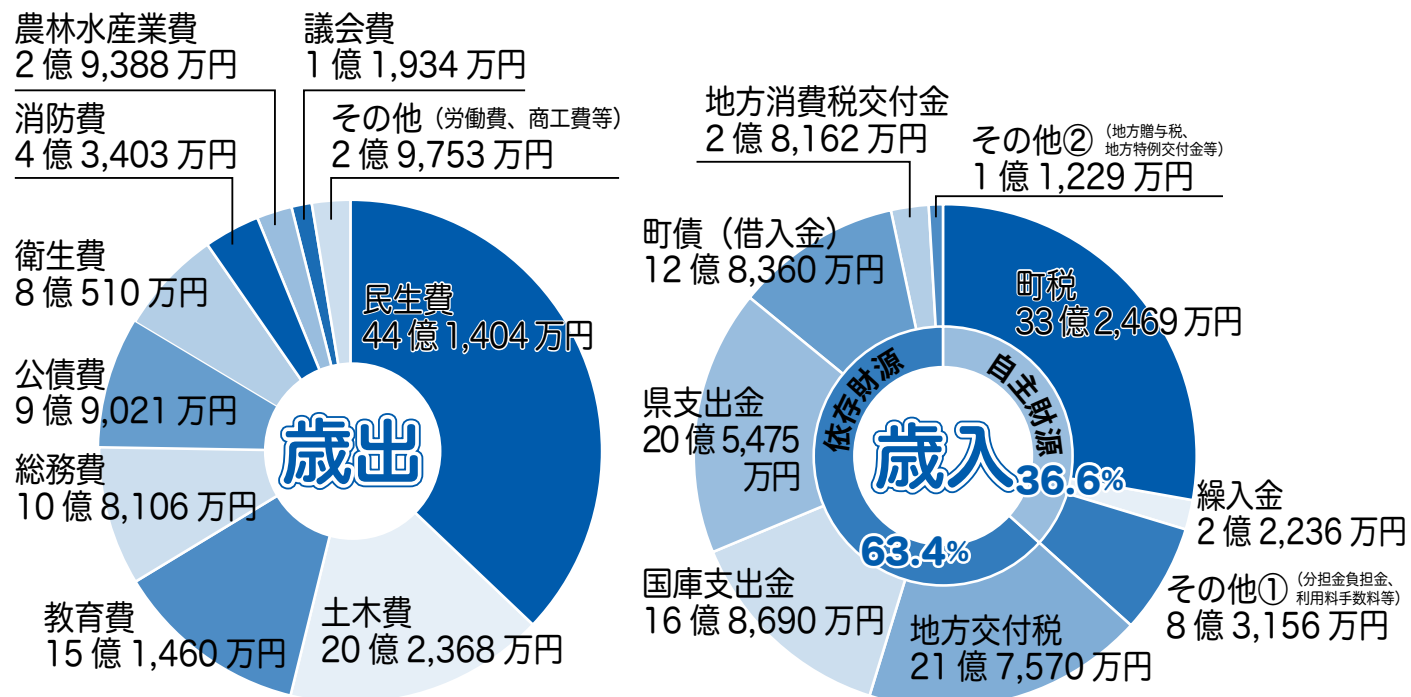 農林水産業費
2億9,388万円
議会費
1億1,934万円
消防費
4億3,403万円
その他（労働費、商工費等）
2億9,753万円
衛生費
8億510万円
民生費
44億1,404万円
公債費
9億9,021万円
歳出
総務費
10億8,106万円
教育費
15億1,460万円
土木費
20億2,368万円
地方消費税交付金
2億8,162万円
その他②（地方贈与税、
地方特例交付金等）
1億1,229万円
町債（借入金）
12億8,360万円
町税
33億2,469万円
依存財源
自主財源
県支出金
20億5,475
万円
歳入
36.6%
63.4%
繰入金
2億2,236万円
国庫支出金
16億8,690万円
その他①（分担金負担金、
利用料手数料等）
8億3,156万円
地方交付税
21億7,570万円